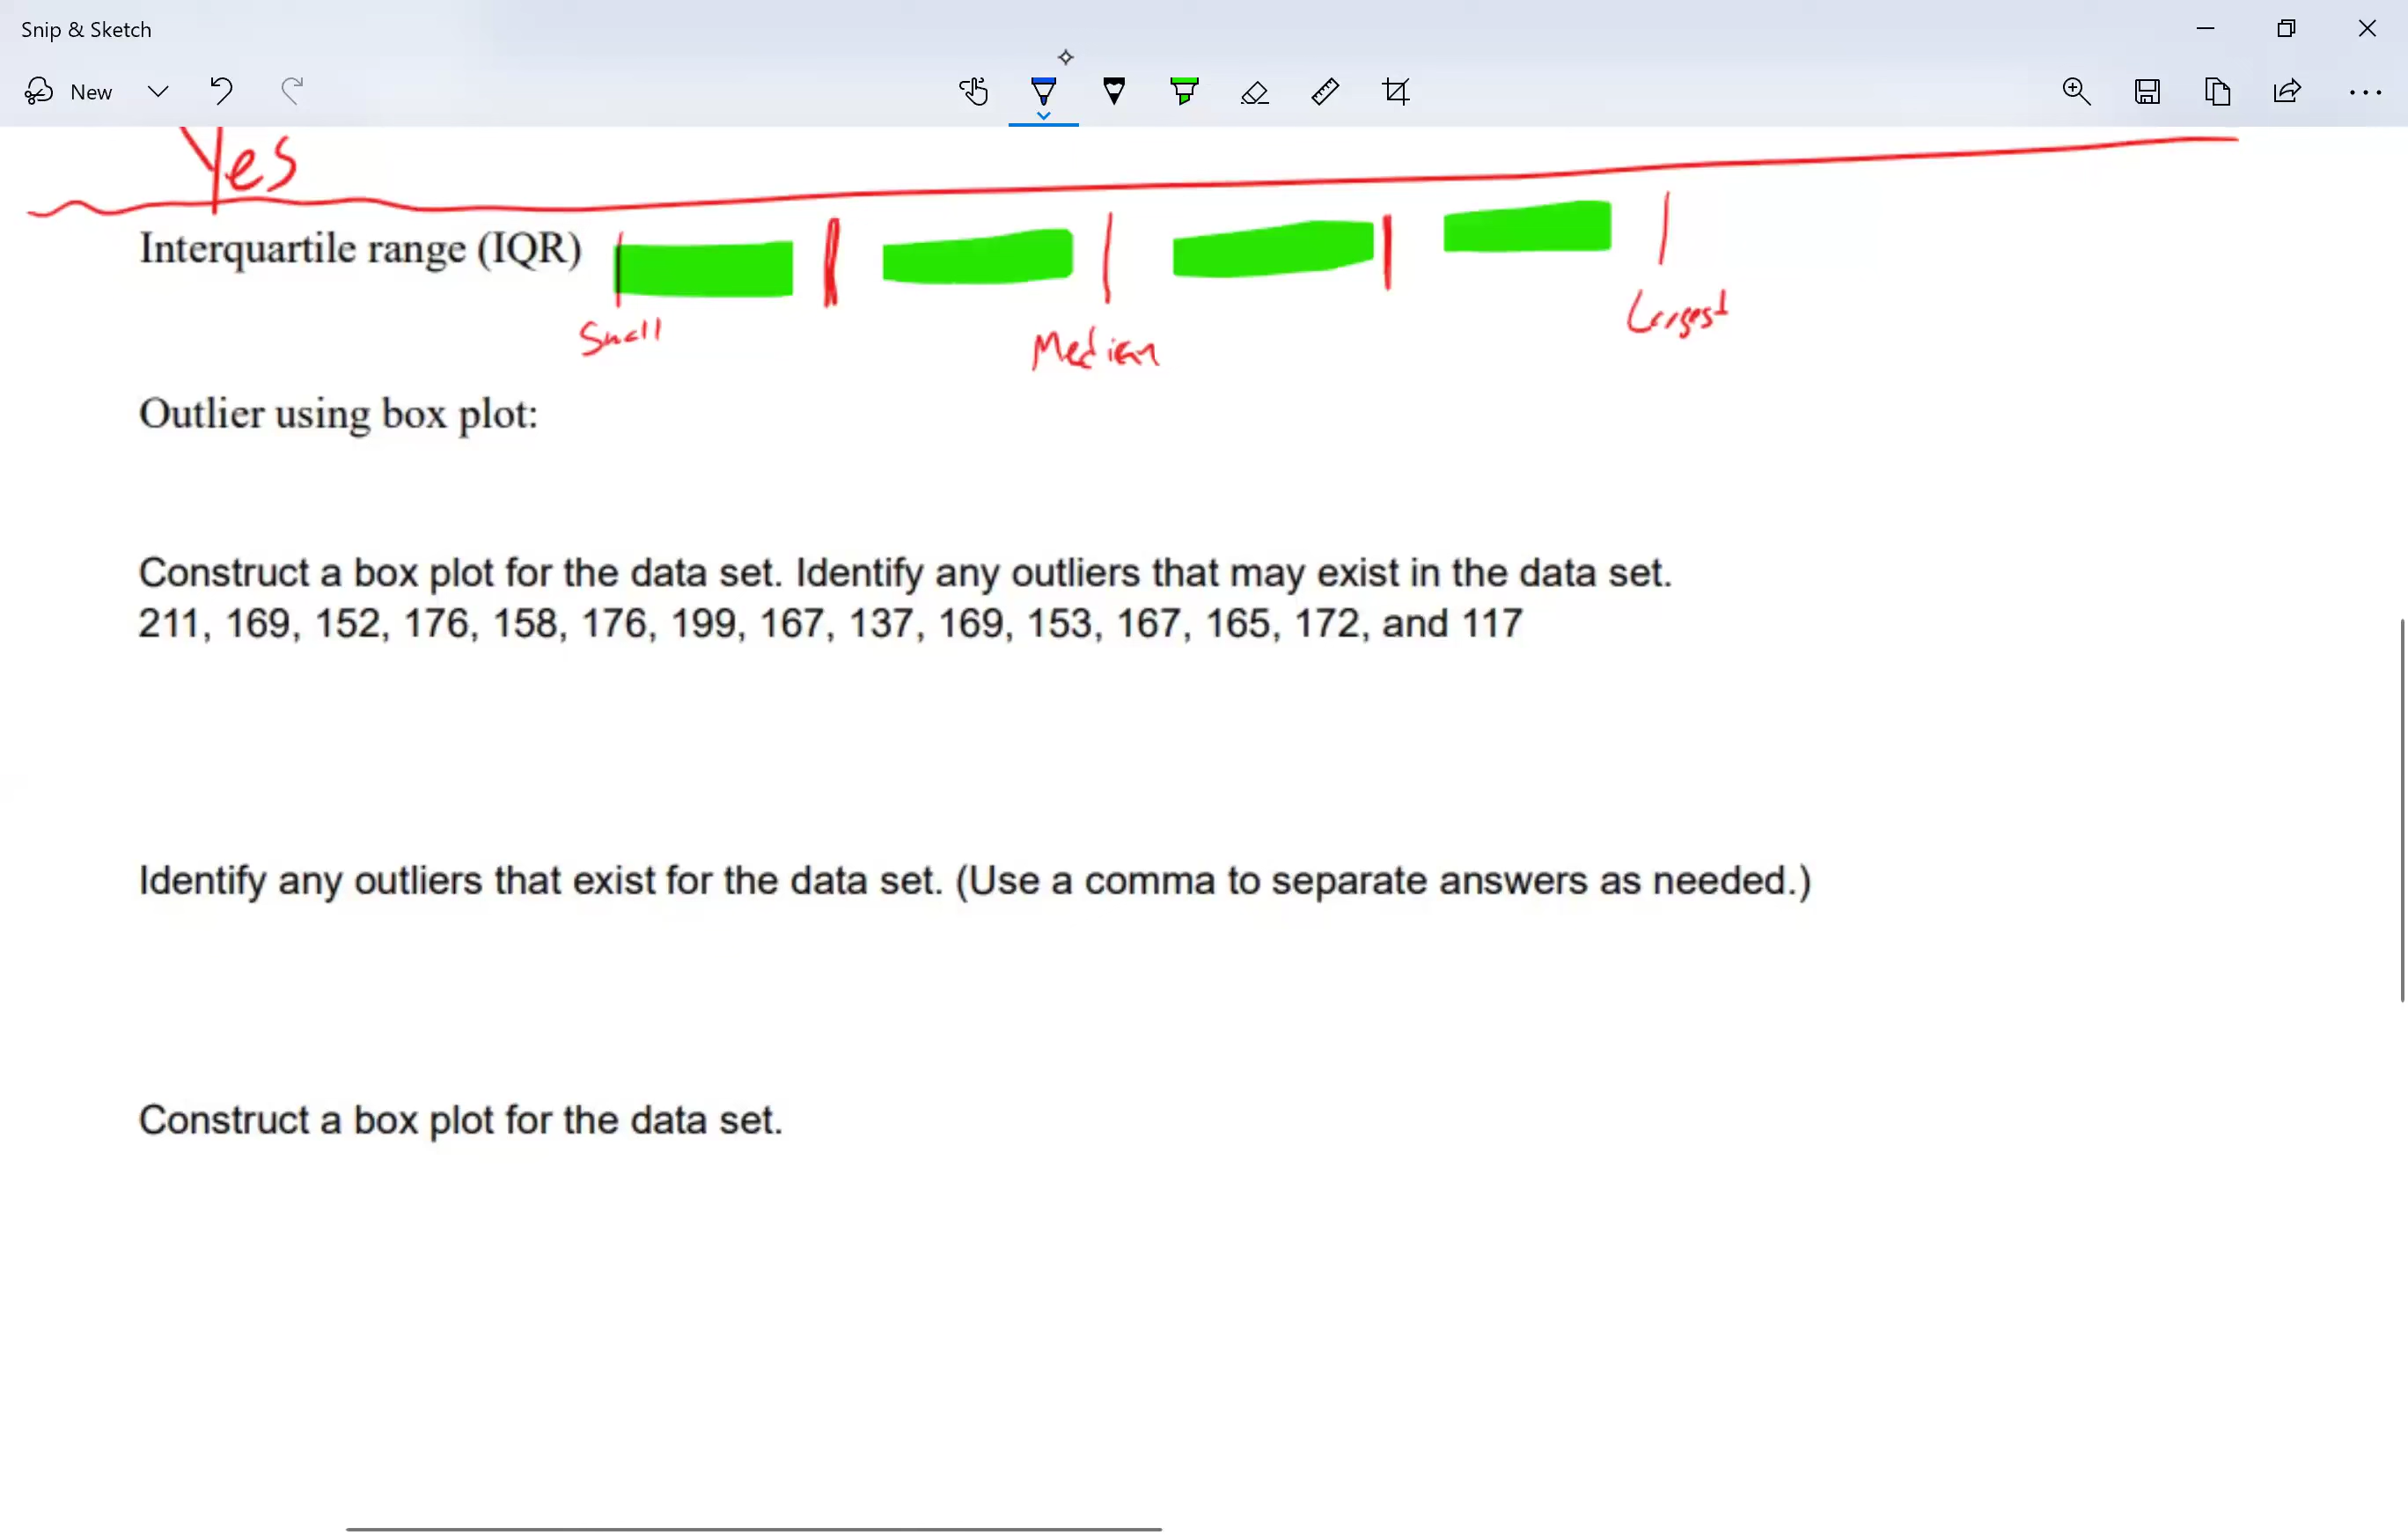 Snip & Sketch
New
Yes
Interquartile range (IQR)
Small
Median
Largest
Outlier using box plot:
Construct a box plot for the data set. Identify any outliers that may exist in the data set.
211, 169, 152, 176, 158, 176, 199, 167, 137, 169, 153, 167, 165, 172, and 117
Identify any outliers that exist for the data set. (Use a comma to separate answers as needed.)
Construct a box plot for the data set.